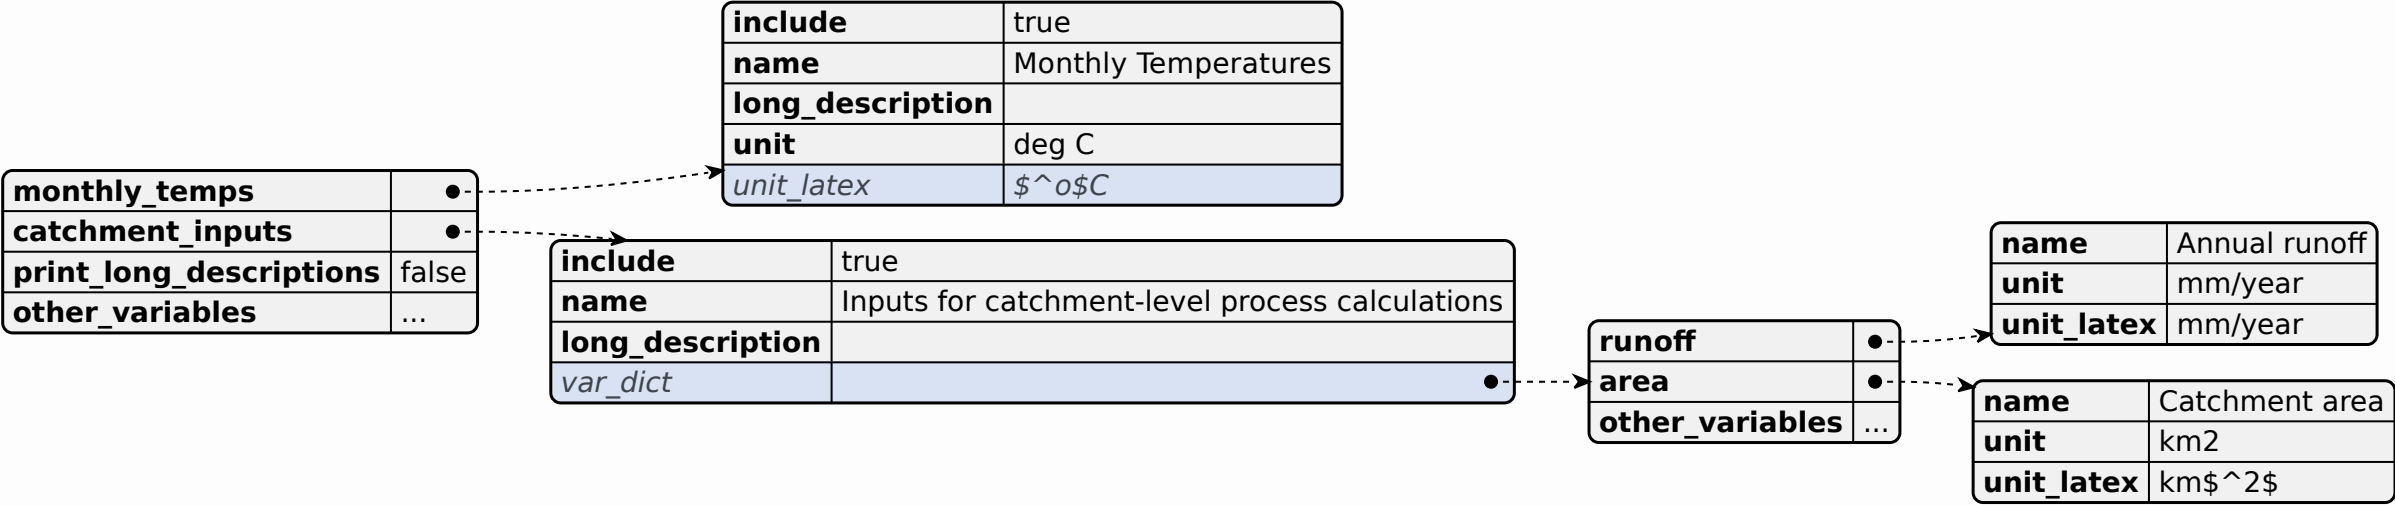 monthly_temps
catchment_inputs
print_long_descriptions false
other_variables ...
include true
name Monthly Temperatures
long_description
unit deg C
unit_latex $^o$C
include true
name Inputs for catchment-level process calculations
long_description
var_dict
runoff
area
other_variables ...
name Annual runoff
unit mm/year
unit_latex mm/year
name Catchment area
unit km2
unit_latex km$^2$